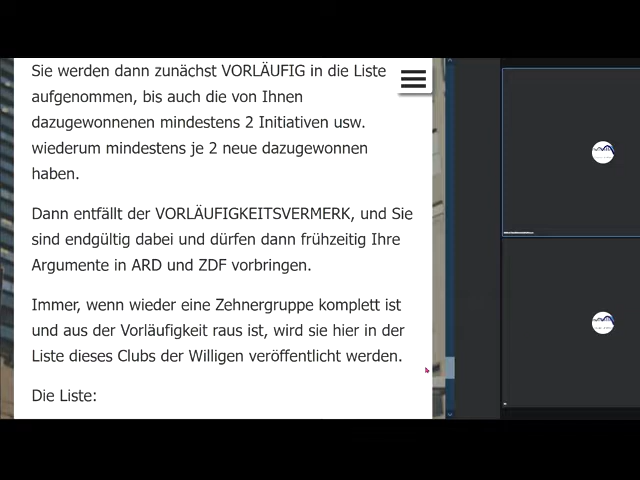 Sie werden dann zunächst VORLÄUFIG in die Liste
aufgenommen, bis auch die von Ihnen
dazugewonnenen mindestens 2 Initiativen usw.
wiederum mindestens je 2 neue dazugewonnen
haben.
Dann entfällt der VORLÄUFIGKEITSVERMERK, und Sie
sind endgültig dabei und dürfen dann frühzeitig Ihre
Argumente in ARD und ZDF vorbringen.
Immer, wenn wieder eine Zehnergruppe komplett ist
und aus der Vorläufigkeit raus ist, wird sie hier in der
Liste dieses Clubs der Willigen veröffentlicht werden.
Die Liste: